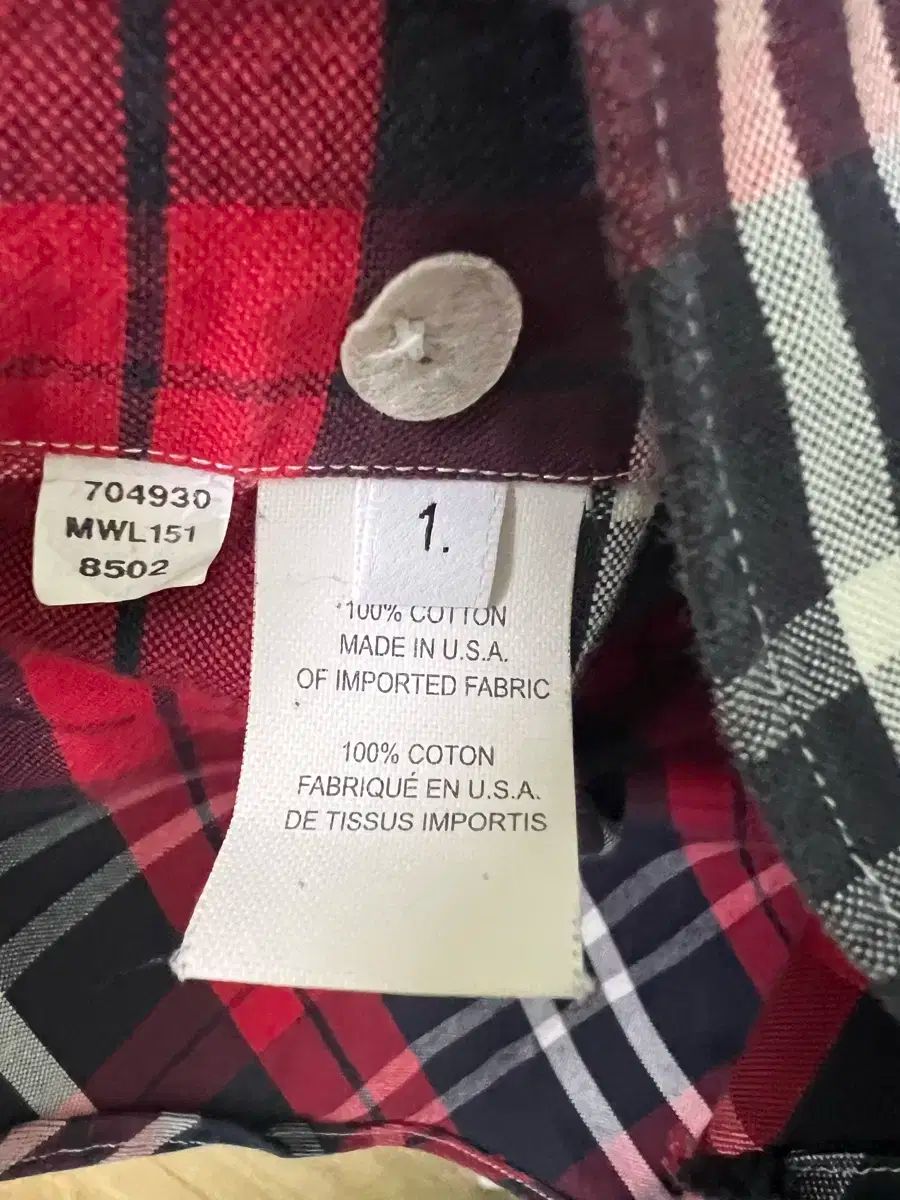 704930
MWL151
8502
1.
100% COTTON
MADE IN U.S.A.
OF IMPORTED FABRIC
100% COTON
FABRIQUÉ EN U.S.A.
DE TISSUS IMPORTIS